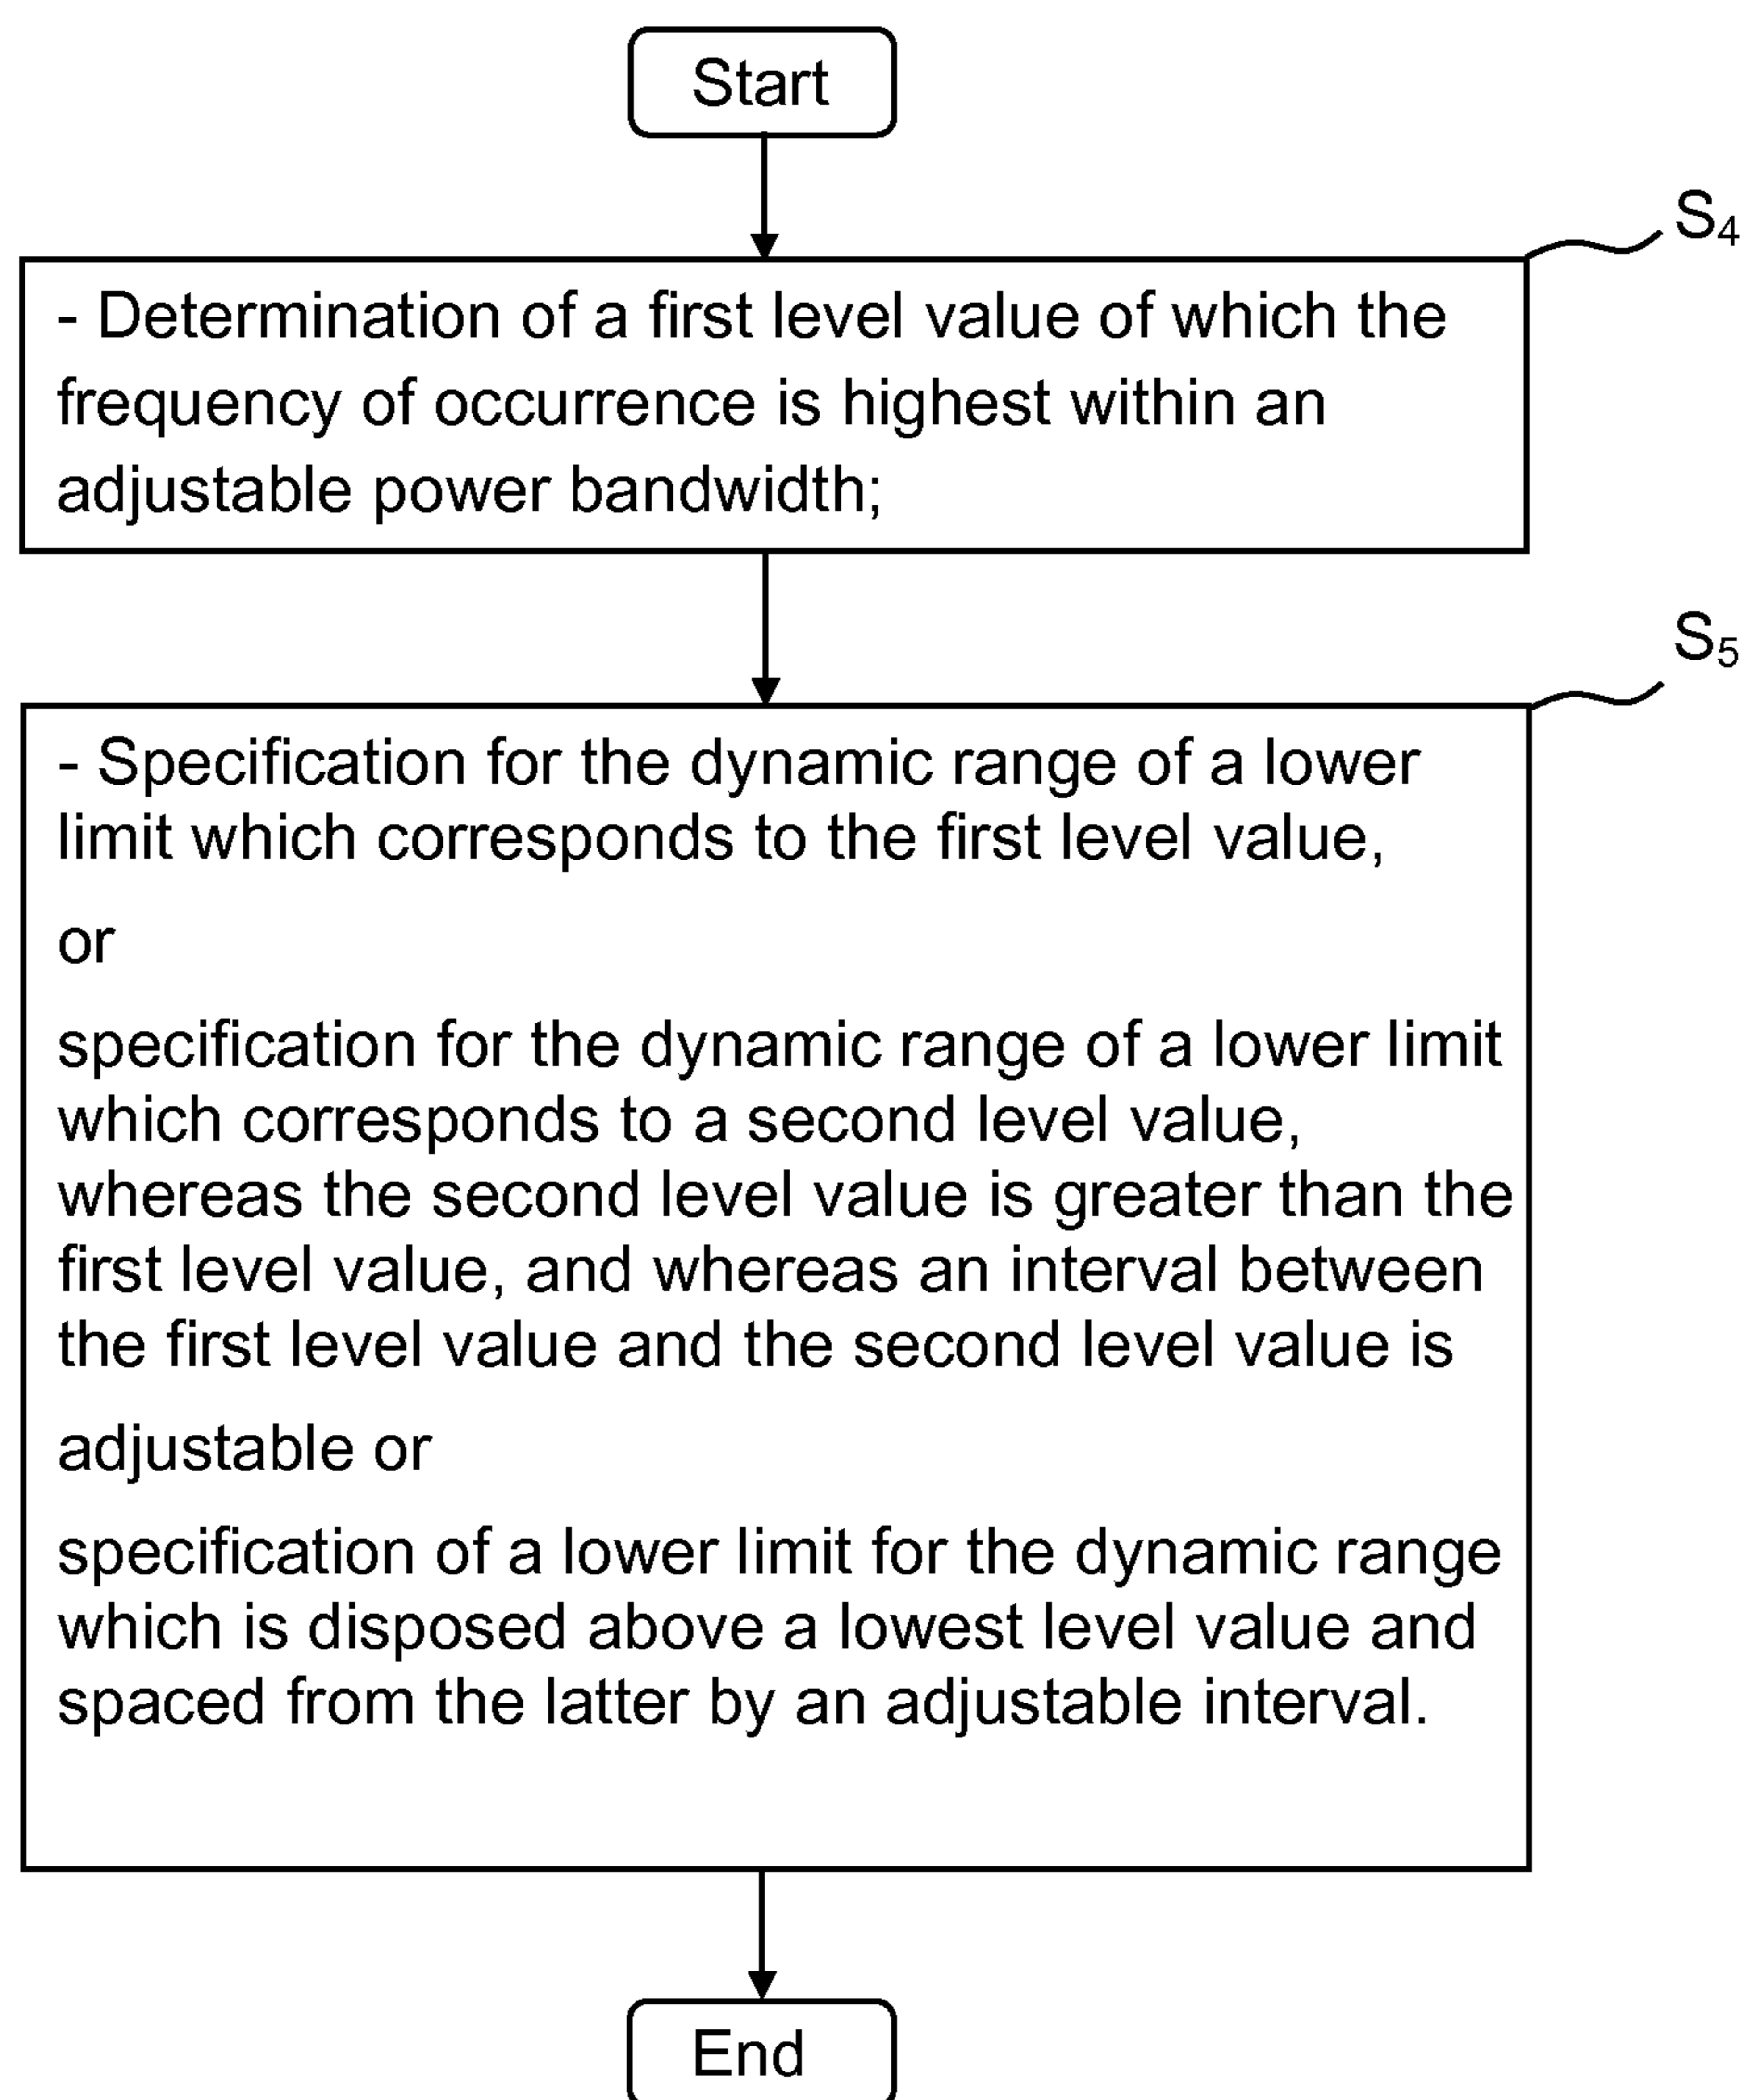 Start
S4
- Determination of a first level value of which the
frequency of occurrence is highest within an
adjustable power bandwidth;
S5
- Specification for the dynamic range of a lower
limit which corresponds to the first level value,
or
specification for the dynamic range of a lower limit
which corresponds to a second level value,
whereas the second level value is greater than the
first level value, and whereas an interval between
the first level value and the second level value is
adjustable or
specification of a lower limit for the dynamic range
which is disposed above a lowest level value and
spaced from the latter by an adjustable interval.
End